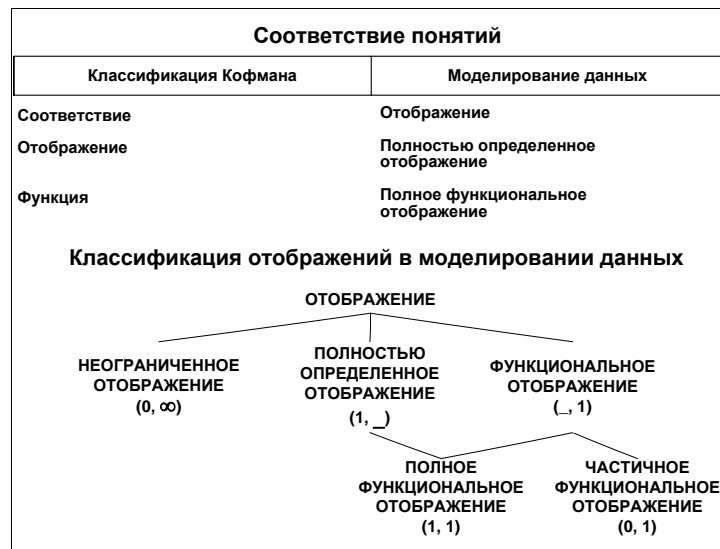 Соответствие понятий
Классификация Кофмана
Моделирование данных
Соответствие
Отображение
Отображение
Полностью определенное
отображение
Функция
Полное функциональное
отображение
Классификация отображений в моделировании данных
ОТОБРАЖЕНИЕ
НЕОГРАНИЧЕННОЕ
ОТОБРАЖЕНИЕ
(0, ∞)
ПОЛНОСТЬЮ
ОПРЕДЕЛЕННОЕ
ОТОБРАЖЕНИЕ
(1, _)
ФУНКЦИОНАЛЬНОЕ
ОТОБРАЖЕНИЕ
(_, 1)
ПОЛНОЕ
ФУНКЦИОНАЛЬНОЕ
ОТОБРАЖЕНИЕ
(1, 1)
ЧАСТИЧНОЕ
ФУНКЦИОНАЛЬНОЕ
ОТОБРАЖЕНИЕ
(0, 1)